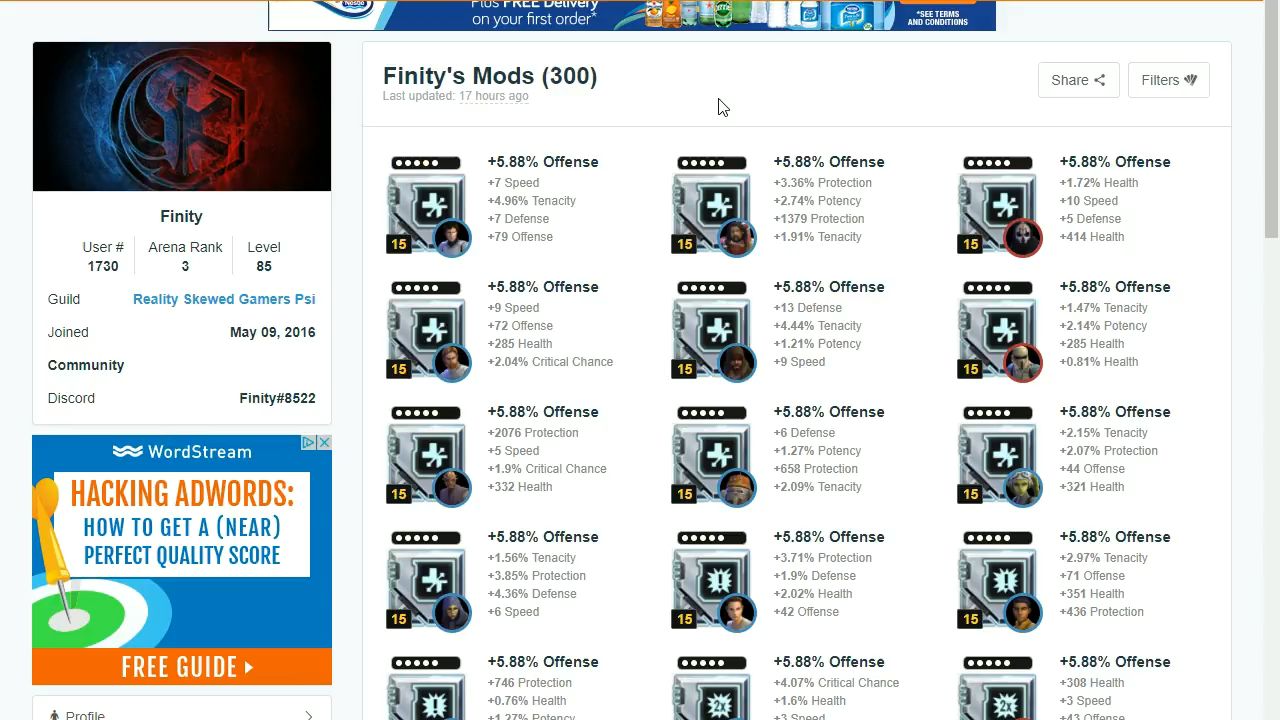 Nestlé
Plus FREE Delivery
on your first order*
*SEE TERMS
AND CONDITIONS
Finity
User # Arena Rank Level
1730 3 85
Guild Reality Skewed Gamers Psi
Joined May 09, 2016
Community
Discord Finity#8522
WordStream
HACKING ADWORDS:
HOW TO GET A (NEAR)
PERFECT QUALITY SCORE
FREE GUIDE
Profile
Finity's Mods (300)
Last updated: 17 hours ago
Share
Filters
15
+5.88% Offense
+7 Speed
+4.96% Tenacity
+7 Defense
+79 Offense
15
+5.88% Offense
+3.36% Protection
+2.74% Potency
+1379 Protection
+1.91% Tenacity
15
+5.88% Offense
+1.72% Health
+10 Speed
+5 Defense
+414 Health
15
+5.88% Offense
+9 Speed
+72 Offense
+285 Health
+2.04% Critical Chance
15
+5.88% Offense
+13 Defense
+4.44% Tenacity
+1.21% Potency
+9 Speed
15
+5.88% Offense
+1.47% Tenacity
+2.14% Potency
+285 Health
+0.81% Health
15
+5.88% Offense
+2076 Protection
+5 Speed
+1.9% Critical Chance
+332 Health
15
+5.88% Offense
+6 Defense
+1.27% Potency
+658 Protection
+2.09% Tenacity
15
+5.88% Offense
+2.15% Tenacity
+2.07% Protection
+44 Offense
+321 Health
15
+5.88% Offense
+1.56% Tenacity
+3.85% Protection
+4.36% Defense
+6 Speed
15
+5.88% Offense
+3.71% Protection
+1.9% Defense
+2.02% Health
+42 Offense
15
+5.88% Offense
+2.97% Tenacity
+71 Offense
+351 Health
+436 Protection
+5.88% Offense
+746 Protection
+0.76% Health
+1.27% Potency
2X
+5.88% Offense
+4.07% Critical Chance
+1.6% Health
+3 Speed
2X
+5.88% Offense
+308 Health
+3 Speed
+43 Offense